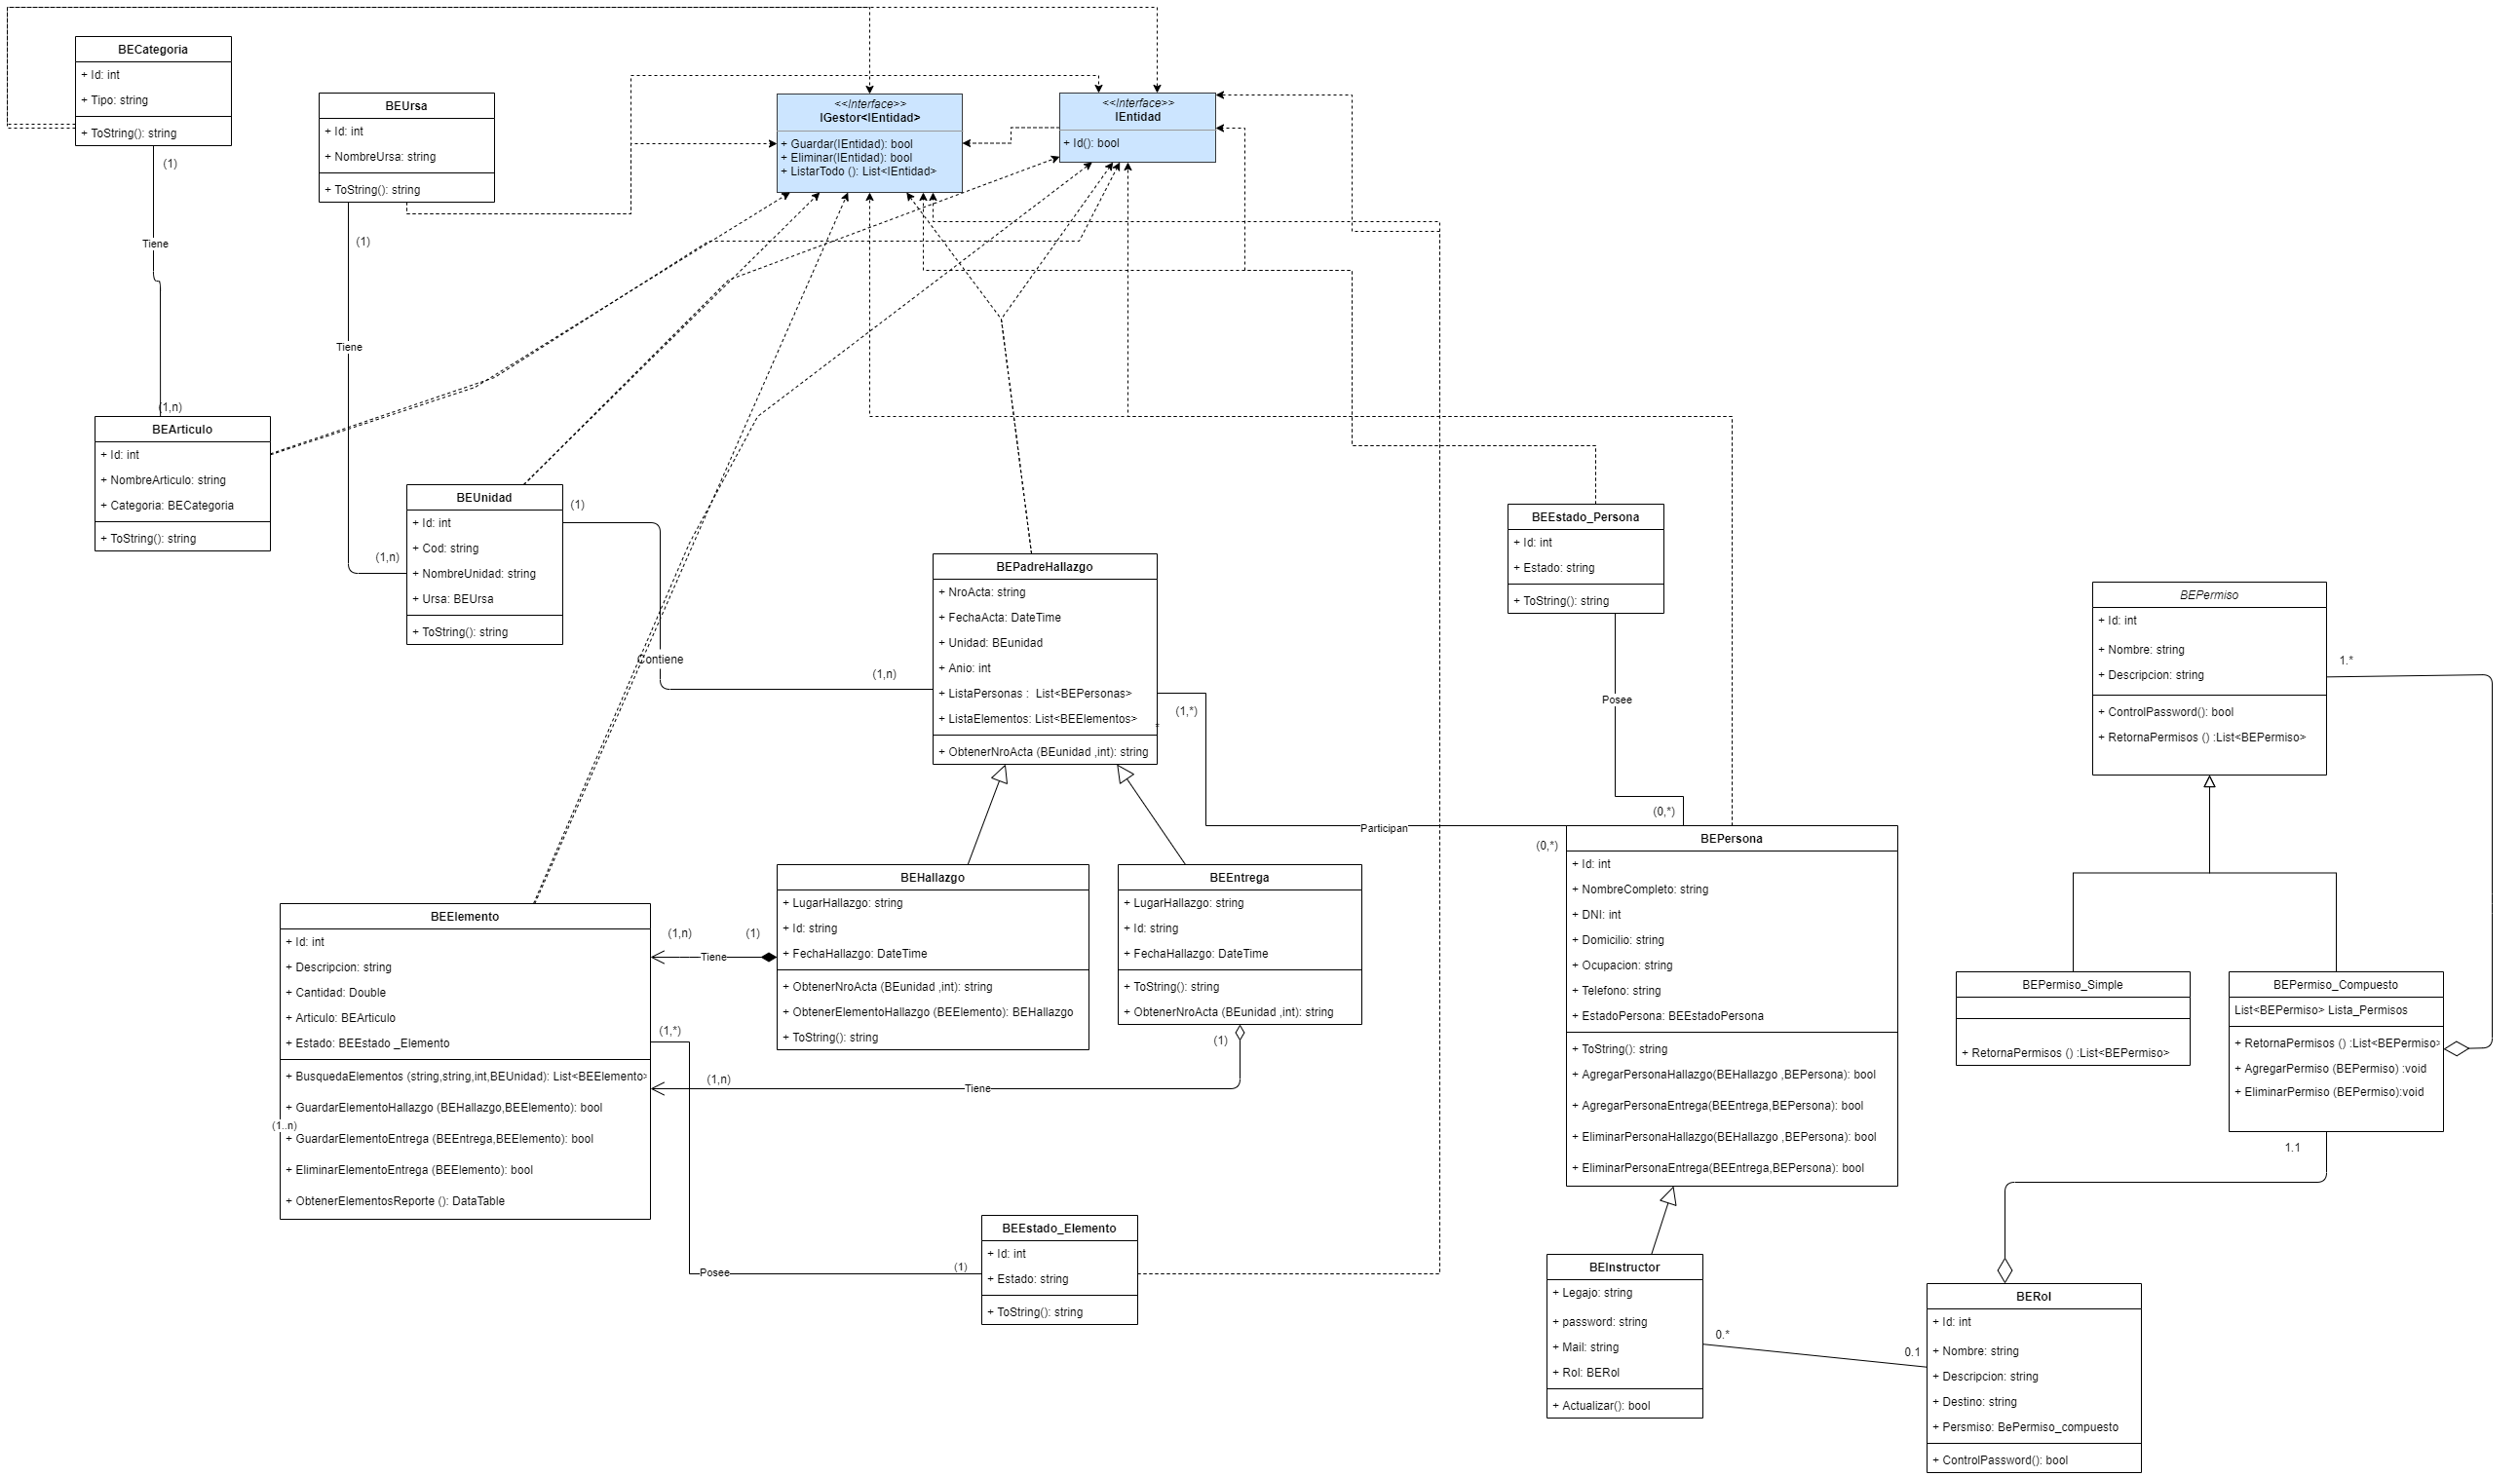 BECategoria
+ Id: int
+ Tipo: string
+ ToString(): string
(1)
Tiene
(1,n)
BEUrsa
+ Id: int
+ NombreUrsa: string
+ ToString(): string
(1)
Tiene
(1,n)
<<Interface>>
IGestor<IEntidad>
+ Guardar(IEntidad): bool
+ Eliminar(IEntidad): bool
+ ListarTodo (): List<IEntidad>
<<Interface>>
IEntidad
+ Id(): bool
BEArticulo
+ Id: int
+ NombreArticulo: string
+ Categoria: BECategoria
+ ToString(): string
BEUnidad
+ Id: int
+ Cod: string
+ NombreUnidad: string
+ Ursa: BEUrsa
+ ToString(): string
(1)
Contiene
(1,n)
BEPadreHallazgo
+ NroActa: string
+ FechaActa: DateTime
+ Unidad: BEunidad
+ Anio: int
+ ListaPersonas : List<BEPersonas>
+ ListaElementos: List<BEElementos>
*
+ ObtenerNroActa (BEunidad ,int): string
(1,*)
Participan
(0,*)
BEEstado_Persona
+ Id: int
+ Estado: string
+ ToString(): string
Posee
(0,*)
BEPermiso
+ Id: int
+ Nombre: string
+ Descripcion: string
+ ControlPassword(): bool
+ RetornaPermisos () :List<BEPermiso>
1.*
BEPersona
+ Id: int
+ NombreCompleto: string
+ DNI: int
+ Domicilio: string
+ Ocupacion: string
+ Telefono: string
+ EstadoPersona: BEEstadoPersona
+ ToString(): string
+ AgregarPersonaHallazgo(BEHallazgo ,BEPersona): bool
+ AgregarPersonaEntrega(BEEntrega,BEPersona): bool
+ EliminarPersonaHallazgo(BEHallazgo ,BEPersona): bool
+ EliminarPersonaEntrega(BEEntrega,BEPersona): bool
BEHallazgo
+ LugarHallazgo: string
+ Id: string
+ FechaHallazgo: DateTime
+ ObtenerNroActa (BEunidad ,int): string
+ ObtenerElementoHallazgo (BEElemento): BEHallazgo
+ ToString(): string
BEEntrega
+ LugarHallazgo: string
+ Id: string
+ FechaHallazgo: DateTime
+ ToString(): string
+ ObtenerNroActa (BEunidad ,int): string
BEElemento
+ Id: int
+ Descripcion: string
+ Cantidad: Double
+ Articulo: BEArticulo
+ Estado: BEEstado _Elemento
+ BusquedaElementos (string,string,int,BEUnidad): List<BEElemento>
+ GuardarElementoHallazgo (BEHallazgo,BEElemento): bool
(1..n)
+ GuardarElementoEntrega (BEEntrega,BEElemento): bool
+ EliminarElementoEntrega (BEElemento): bool
+ ObtenerElementosReporte (): DataTable
(1,n)
(1)
Tiene
(1,*)
(1)
(1,n)
Tiene
Posee
(1)
BEEstado_Elemento
+ Id: int
+ Estado: string
+ ToString(): string
BEPermiso_Simple
+ RetornaPermisos () :List<BEPermiso>
BEPermiso_Compuesto
List<BEPermiso> Lista_Permisos
+ RetornaPermisos () :List<BEPermiso>
+ AgregarPermiso (BEPermiso) :void
+ EliminarPermiso (BEPermiso):void
1.1
BEInstructor
+ Legajo: string
+ password: string
+ Mail: string
+ Rol: BERol
+ Actualizar(): bool
0.*
0.1
BERol
+ Id: int
+ Nombre: string
+ Descripcion: string
+ Destino: string
+ Persmiso: BePermiso_compuesto
+ ControlPassword(): bool